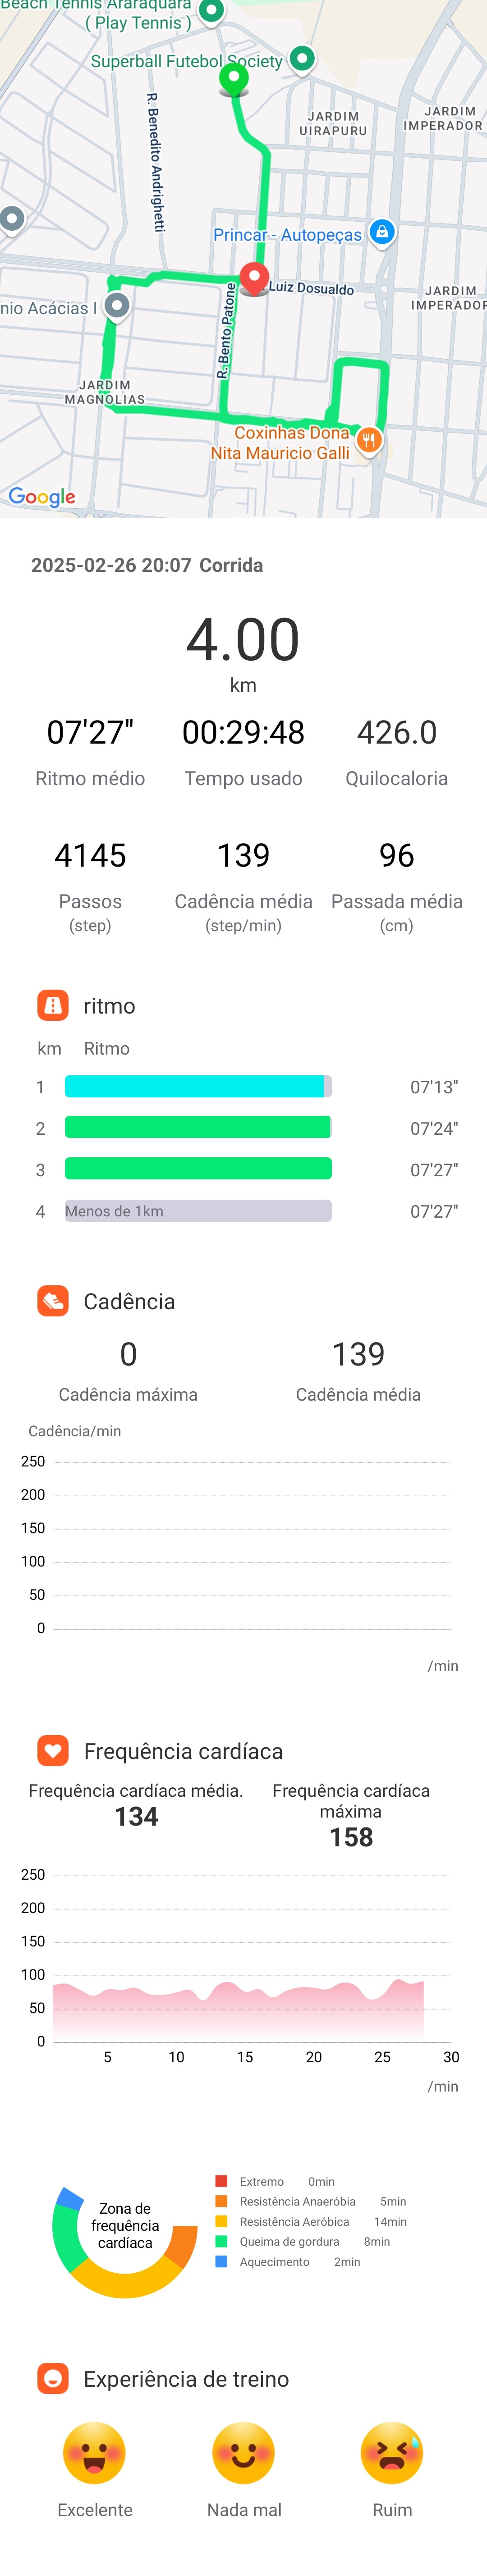 Beach Tennis Araraquara
( Play Tennis )
Superball Futebol Society
JARDIM
UIRAPURU
JARDIM
IMPERADOR
R. Benedito Andrighetti
Princar - Autopeças
Luiz Dosualdo
JARDIM
IMPERADOR
nio Acácias I
R. Bento Patone
JARDIM
MAGNOLIAS
Coxinhas Dona
Nita Mauricio Galli
Google
2025-02-26 20:07 Corrida
4.00
km
07'27" 00:29:48 426.0
Ritmo médio Tempo usado Quilocaloria
4145 139 96
Passos Cadência média Passada média
(step) (step/min) (cm)
ritmo
km Ritmo
1 07'13"
2 07'24"
3 07'27"
4 Menos de 1km 07'27"
Cadência
0 139
Cadência máxima Cadência média
Cadência/min
250
200
150
100
50
0
/min
Frequência cardíaca
Frequência cardíaca média. Frequência cardíaca
máxima
134
158
250
200
150
100
50
0
5 10 15 20 25 30
/min
Zona de
frequência
cardíaca
Extremo 0min
Resistência Anaeróbia 5min
Resistência Aeróbica 14min
Queima de gordura 8min
Aquecimento 2min
Experiência de treino
Excelente Nada mal Ruim